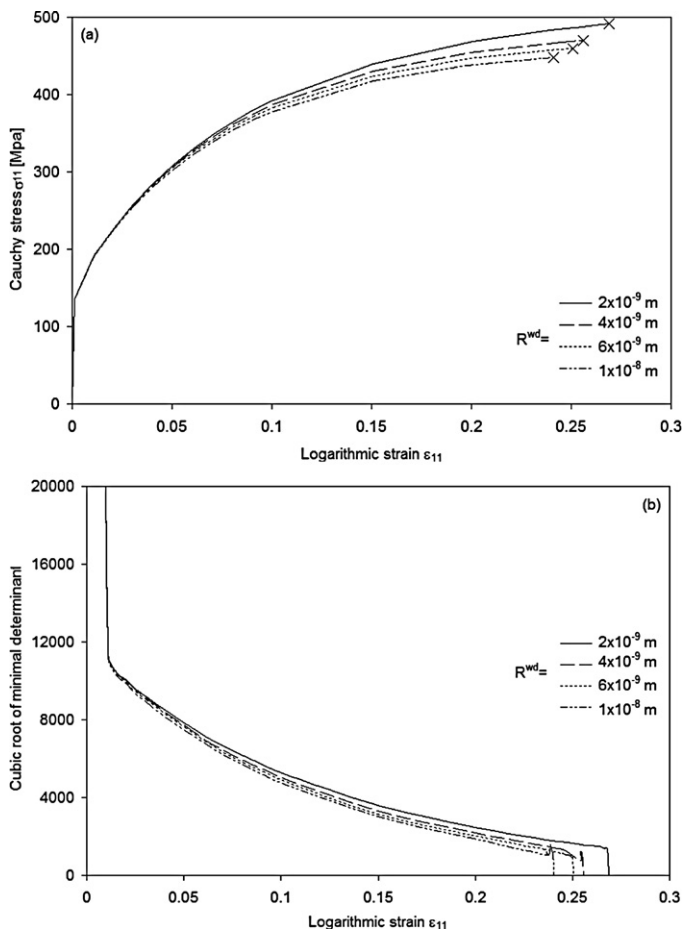 (a)
500
400
300
200
100
0
Cauchy stress σ11 [Mpa]
0 0.05 0.1 0.15 0.2 0.25 0.3
Logarithmic strain ε11
Rwd=
2x10-9 m
4x10-9 m
6x10-9 m
1x10-8 m
(b)
20000
16000
12000
8000
4000
0
Cubic root of minimal determinant
0 0.05 0.1 0.15 0.2 0.25 0.3
Logarithmic strain ε11
Rwd=
2x10-9 m
4x10-9 m
6x10-9 m
1x10-8 m